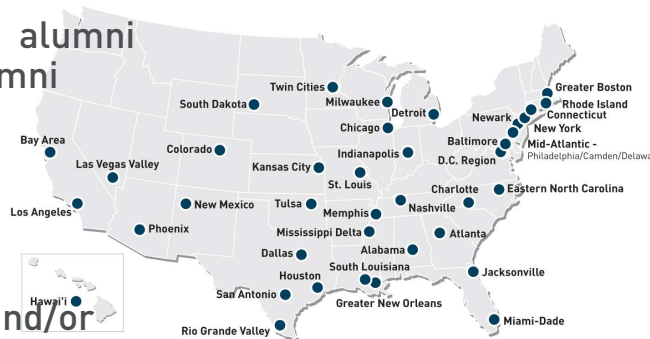 alumni
mni
Twin Cities
Greater Boston
South Dakota
Milwaukee
Rhode Island
Detroit
Newark
Connecticut
Chicago
New York
Bay Area
Colorado
Indianapolis
Baltimore
Mid-Atlantic -
Philadelphia/Camden/Delawa
D.C. Region
Las Vegas Valley
Kansas City
St. Louis
Charlotte
Eastern North Carolina
Los Angeles
New Mexico
Tulsa
Memphis
Nashville
Phoenix
Mississippi Delta
Atlanta
Dallas
Alabama
South Louisiana
Jacksonville
Houston
Hawai'i
San Antonio
Greater New Orleans
nd/or
Miami-Dade
Rio Grande Valley